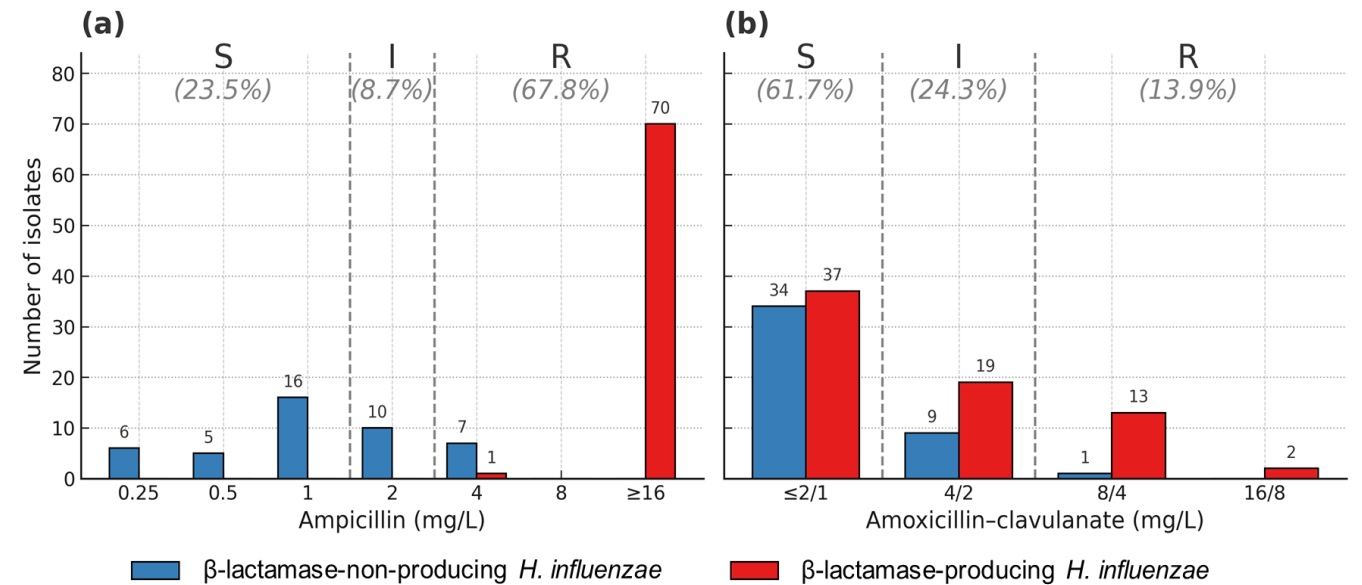 (a)
S I R
(23.5%) (8.7%) (67.8%)
Number of isolates
80
70
60
50
40
30
20
10
0
6 5 16 10 7 1 70
0.25 0.5 1 2 4 8 ≥16
Ampicillin (mg/L)
(b)
S I R
(61.7%) (24.3%) (13.9%)
34 37 9 19 1 13 2
≤2/1 4/2 8/4 16/8
Amoxicillin–clavulanate (mg/L)
β-lactamase-non-producing H. influenzae
β-lactamase-producing H. influenzae